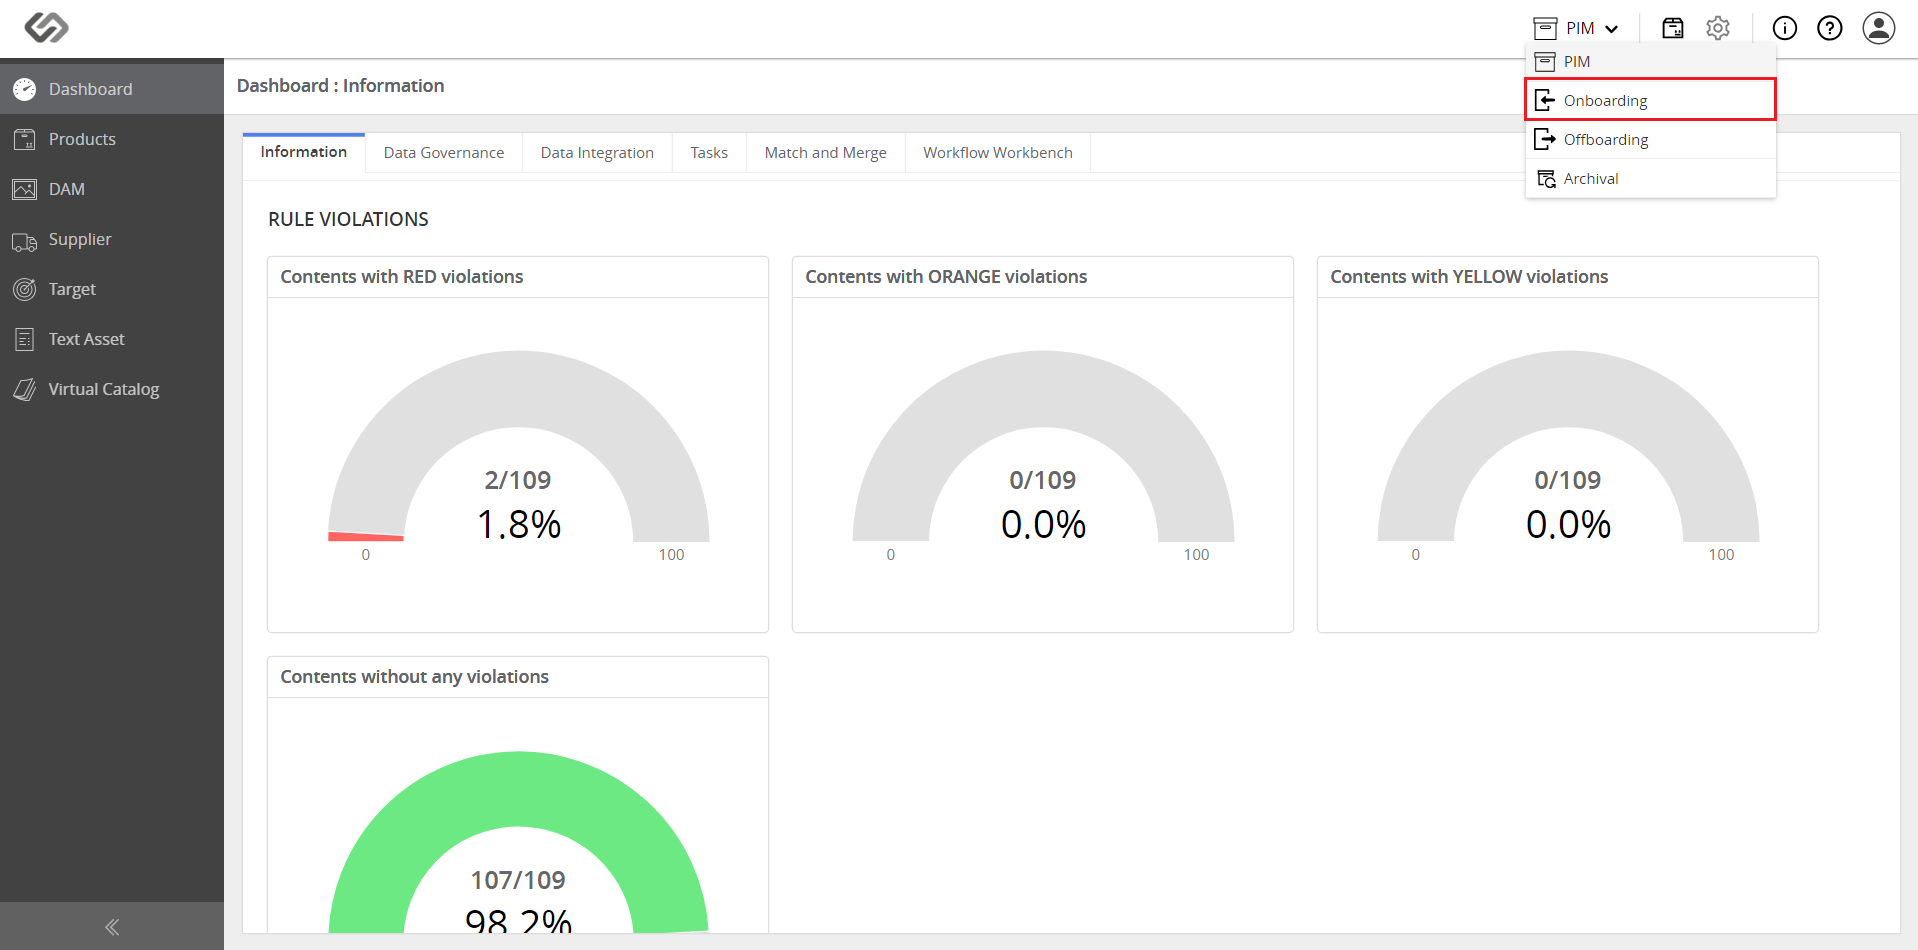 PIM
PIM
Onboarding
Offboarding
Archival
Dashboard
Products
DAM
Supplier
Target
Text Asset
Virtual Catalog
Dashboard : Information
Information
Data Governance
Data Integration
Tasks
Match and Merge
Workflow Workbench
RULE VIOLATIONS
Contents with RED violations
2/109
1.8%
0
100
Contents with ORANGE violations
0/109
0.0%
0
100
Contents with YELLOW violations
0/109
0.0%
0
100
Contents without any violations
107/109
98.2%